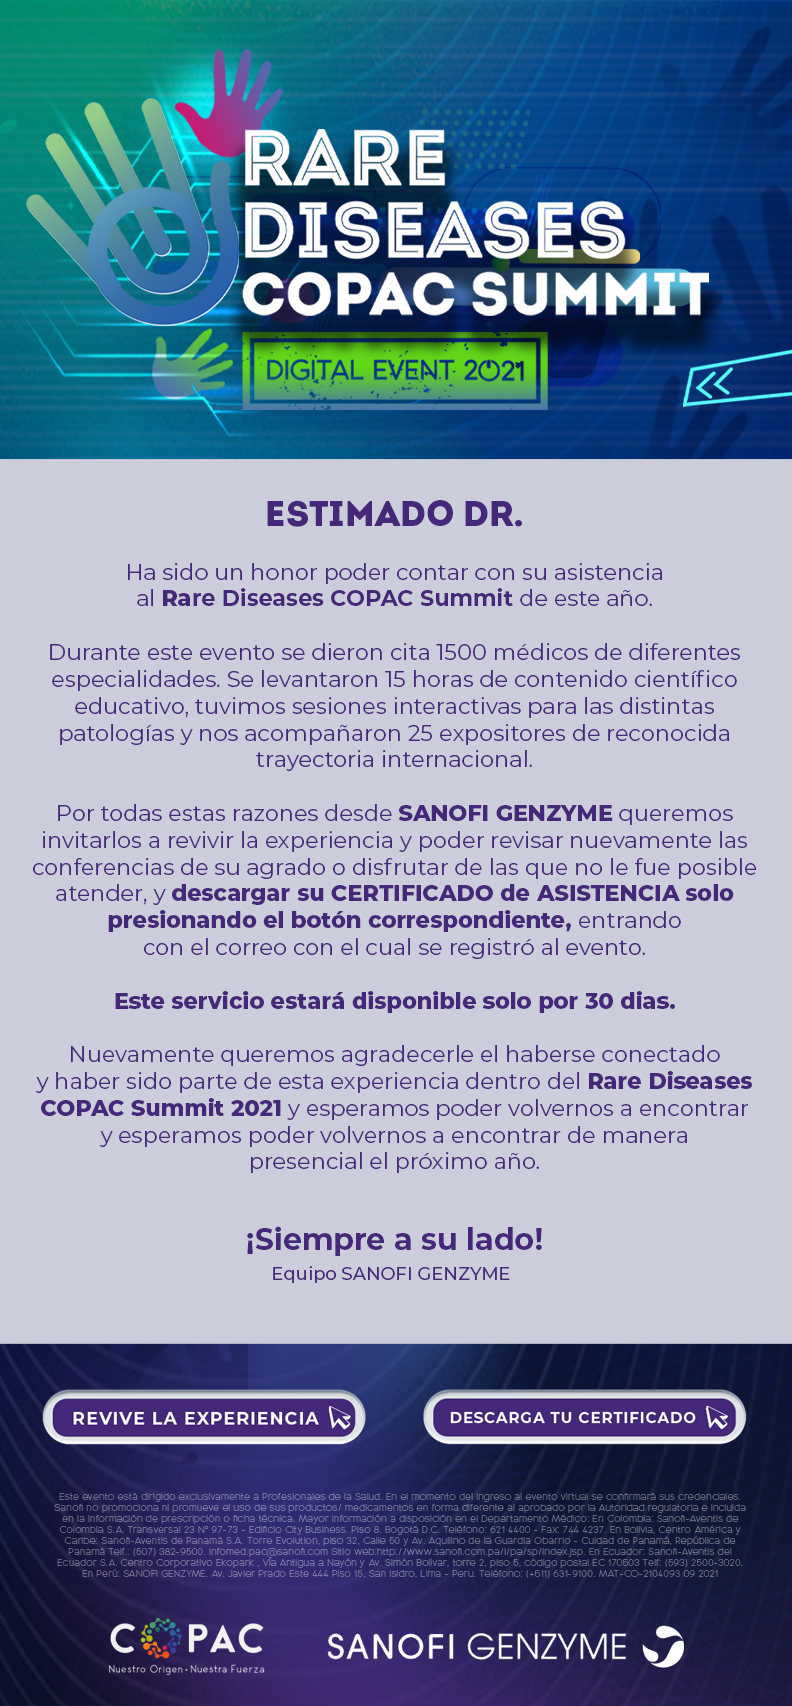 RARE
DISEASES
COPAC SUMMIT
DIGITAL EVENT 2021
ESTIMADO DR.
Ha sido un honor poder contar con su asistencia
al Rare Diseases COPAC Summit de este año.
Durante este evento se dieron cita 1500 médicos de diferentes
especialidades. Se levantaron 15 horas de contenido científico
educativo, tuvimos sesiones interactivas para las distintas
patologías y nos acompañaron 25 expositores de reconocida
trayectoria internacional.
Por todas estas razones desde SANOFI GENZYME queremos
invitarlos a revivir la experiencia y poder revisar nuevamente las
conferencias de su agrado o disfrutar de las que no le fue posible
atender, y descargar su CERTIFICADO de ASISTENCIA solo
presionando el botón correspondiente, entrando
con el correo con el cual se registró al evento.
Este servicio estará disponible solo por 30 dias.
Nuevamente queremos agradecerle el haberse conectado
y haber sido parte de esta experiencia dentro del Rare Diseases
COPAC Summit 2021 y esperamos poder volvernos a encontrar
y esperamos poder volvernos a encontrar de manera
presencial el próximo año.
¡Siempre a su lado!
Equipo SANOFI GENZYME
REVIVE LA EXPERIENCIA
DESCARGA TU CERTIFICADO
Este evento está dirigido exclusivamente a Profesionales de la Salud. En el momento del ingreso al evento virtual se confirmará sus credenciales.
Sanofi no promociona ni promueve el uso de sus productos/ medicamentos en forma diferente al aprobado por la Autoridad regulatoria e incluida
en la información de prescripción o ficha técnica. Mayor información a disposición en el Departamento Médico: En Colombia: Sanofi-Aventis de
Colombia S.A. Transversal 23 N° 97-73 - Edificio City Business. Piso 8. Bogotá D.C. Teléfono: 621 4400 - Fax: 744 4237. En Bolivia, Centro América y
Caribe: Sanofi-Aventis de Panamá S.A. Torre Evolution, piso 32, Calle 50 y Av. Aquilino de la Guardia Obarrio - Cuidad de Panamá, República de
Panamá Telf.: (507) 382-9500. infomed.pac@sanofi.com Sitio web:http://www.sanofi.com.pa/l/pa/sp/index.jsp. En Ecuador: Sanofi-Aventis del
Ecuador S.A. Centro Corporativo Ekopark , Vía Antigua a Nayón y Av. Simón Bolívar, torre 2, piso 5, código postal EC 170503 Telf: (593) 2500-3020.
En Perú: SANOFI GENZYME. Av. Javier Prado Este 444 Piso 15, San Isidro, Lima - Peru. Teléfono: (+511) 631-9100. MAT-CO-2104093 09 2021
COPAC
Nuestro Origen • Nuestra Fuerza
SANOFI GENZYME